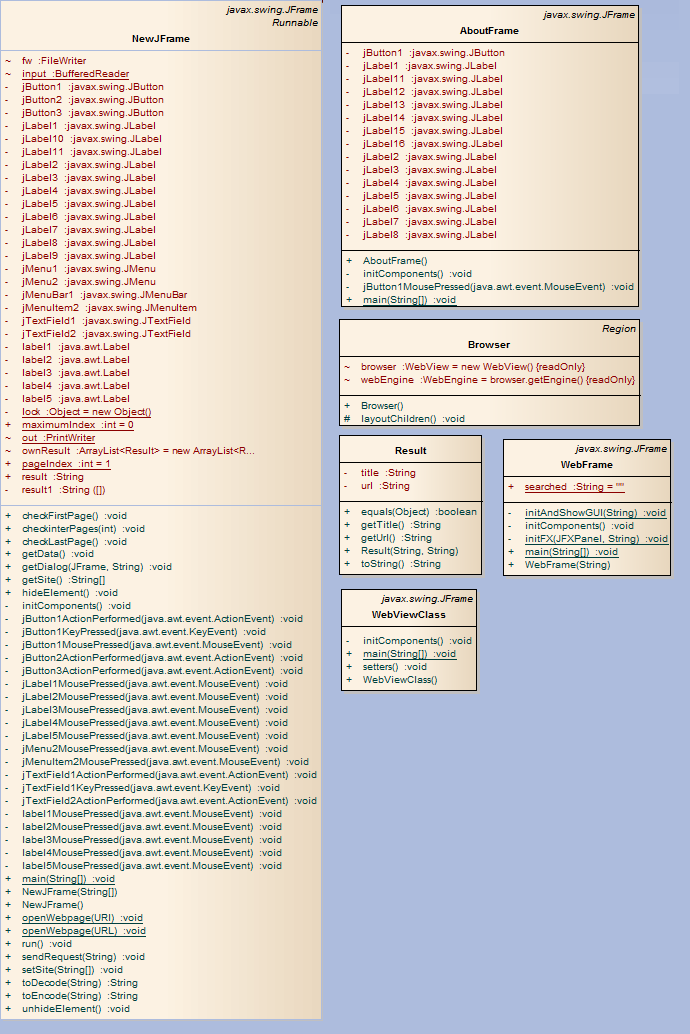 javax.swing.JFrame
Runnable
NewJFrame
~ fw :FileWriter
~ input :BufferedReader
- jButton1 :javax.swing.JButton
- jButton2 :javax.swing.JButton
- jButton3 :javax.swing.JButton
- jLabel1 :javax.swing.JLabel
- jLabel10 :javax.swing.JLabel
- jLabel11 :javax.swing.JLabel
- jLabel2 :javax.swing.JLabel
- jLabel3 :javax.swing.JLabel
- jLabel4 :javax.swing.JLabel
- jLabel5 :javax.swing.JLabel
- jLabel6 :javax.swing.JLabel
- jLabel7 :javax.swing.JLabel
- jLabel8 :javax.swing.JLabel
- jLabel9 :javax.swing.JLabel
- jMenu1 :javax.swing.JMenu
- jMenu2 :javax.swing.JMenu
- jMenuBar1 :javax.swing.JMenuBar
- jMenuItem2 :javax.swing.JMenuItem
- jTextField1 :javax.swing.JTextField
- jTextField2 :javax.swing.JTextField
- label1 :java.awt.Label
- label2 :java.awt.Label
- label3 :java.awt.Label
- label4 :java.awt.Label
- label5 :java.awt.Label
- lock :Object = new Object()
+ maximumIndex :int = 0
~ out :PrintWriter
~ ownResult :ArrayList<Result> = new ArrayList<R...
+ pageIndex :int = 1
+ result :String
- result1 :String ([])
+ checkFirstPage() :void
+ checkinterPages(int) :void
+ checkLastPage() :void
+ getData() :void
+ getDialog(JFrame, String) :void
+ getSite() :String[]
+ hideElement() :void
- initComponents() :void
- jButton1ActionPerformed(java.awt.event.ActionEvent) :void
- jButton1KeyPressed(java.awt.event.KeyEvent) :void
- jButton1MousePressed(java.awt.event.MouseEvent) :void
- jButton2ActionPerformed(java.awt.event.ActionEvent) :void
- jButton3ActionPerformed(java.awt.event.ActionEvent) :void
- jLabel1MousePressed(java.awt.event.MouseEvent) :void
- jLabel2MousePressed(java.awt.event.MouseEvent) :void
- jLabel3MousePressed(java.awt.event.MouseEvent) :void
- jLabel4MousePressed(java.awt.event.MouseEvent) :void
- jLabel5MousePressed(java.awt.event.MouseEvent) :void
- jMenu2MousePressed(java.awt.event.MouseEvent) :void
- jMenuItem2MousePressed(java.awt.event.MouseEvent) :void
- jTextField1ActionPerformed(java.awt.event.ActionEvent) :void
- jTextField1KeyPressed(java.awt.event.KeyEvent) :void
- jTextField2ActionPerformed(java.awt.event.ActionEvent) :void
- label1MousePressed(java.awt.event.MouseEvent) :void
- label2MousePressed(java.awt.event.MouseEvent) :void
- label3MousePressed(java.awt.event.MouseEvent) :void
- label4MousePressed(java.awt.event.MouseEvent) :void
- label5MousePressed(java.awt.event.MouseEvent) :void
+ main(String[]) :void
+ NewJFrame(String[])
+ NewJFrame()
+ openWebpage(URI) :void
+ openWebpage(URL) :void
+ run() :void
+ sendRequest(String) :void
+ setSite(String[]) :void
+ toDecode(String) :String
+ toEncode(String) :String
+ unhideElement() :void
javax.swing.JFrame
AboutFrame
- jButton1 :javax.swing.JButton
- jLabel1 :javax.swing.JLabel
- jLabel11 :javax.swing.JLabel
- jLabel12 :javax.swing.JLabel
- jLabel13 :javax.swing.JLabel
- jLabel14 :javax.swing.JLabel
- jLabel15 :javax.swing.JLabel
- jLabel16 :javax.swing.JLabel
- jLabel2 :javax.swing.JLabel
- jLabel3 :javax.swing.JLabel
- jLabel4 :javax.swing.JLabel
- jLabel5 :javax.swing.JLabel
- jLabel6 :javax.swing.JLabel
- jLabel7 :javax.swing.JLabel
- jLabel8 :javax.swing.JLabel
+ AboutFrame()
- initComponents() :void
- jButton1MousePressed(java.awt.event.MouseEvent) :void
+ main(String[]) :void
Region
Browser
~ browser :WebView = new WebView() {readOnly}
~ webEngine :WebEngine = browser.getEngine() {readOnly}
+ Browser()
# layoutChildren() :void
Result
- title :String
- url :String
+ equals(Object) :boolean
+ getTitle() :String
+ getUrl() :String
+ Result(String, String)
+ toString() :String
javax.swing.JFrame
WebFrame
+ searched :String = ""
- initAndShowGUI(String) :void
- initComponents() :void
- initFX(JFXPanel, String) :void
+ main(String[]) :void
+ WebFrame(String)
javax.swing.JFrame
WebViewClass
- initComponents() :void
+ main(String[]) :void
+ setters() :void
+ WebViewClass()